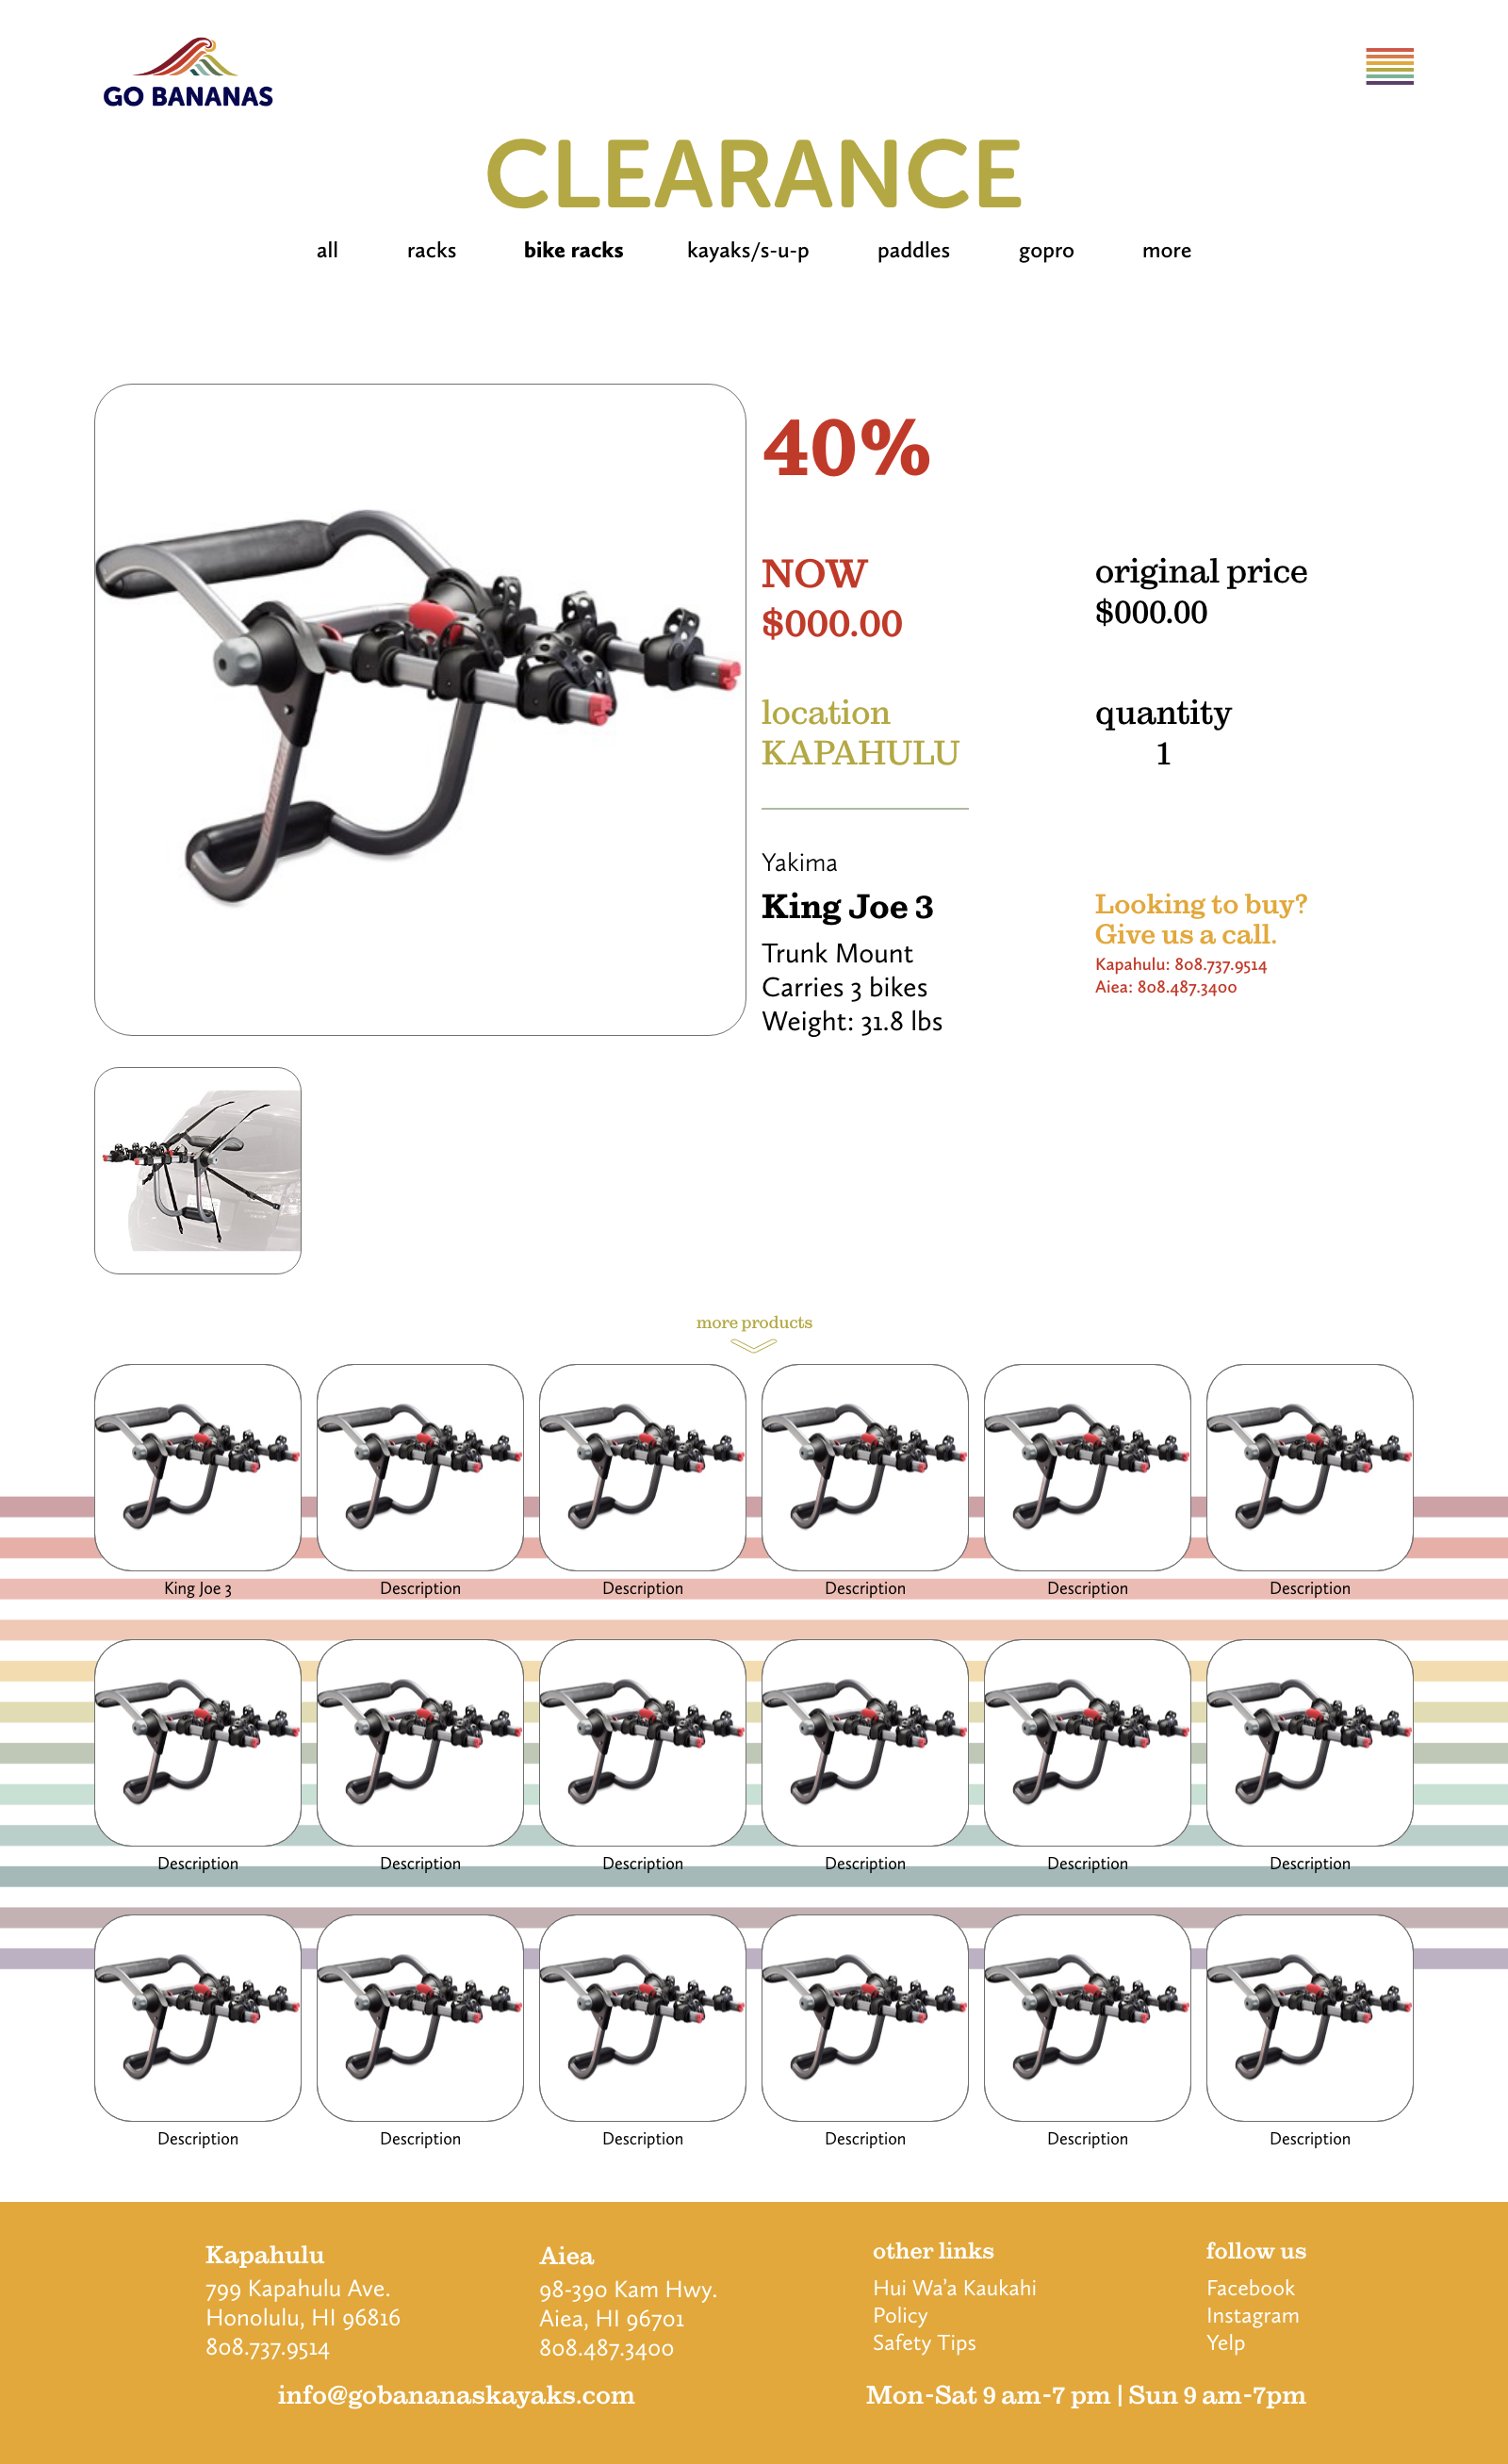 GO BANANAS
CLEARANCE
all racks bike racks kayaks/s-u-p paddles gopro more
40%
NOW
$000.00
original price
$000.00
location
KAPAHULU
quantity
1
Yakima
King Joe 3
Trunk Mount
Carries 3 bikes
Weight: 31.8 lbs
Looking to buy?
Give us a call.
Kapahulu: 808.737.9514
Aiea: 808.487.3400
more products
King Joe 3 Description Description Description Description Description
Description Description Description Description Description Description
Description Description Description Description Description Description
Kapahulu
799 Kapahulu Ave.
Honolulu, HI 96816
808.737.9514
Aiea
98-390 Kam Hwy.
Aiea, HI 96701
808.487.3400
other links
Hui Wa’a Kaukahi
Policy
Safety Tips
follow us
Facebook
Instagram
Yelp
info@gobananaskayaks.com
Mon-Sat 9 am-7 pm | Sun 9 am-7pm